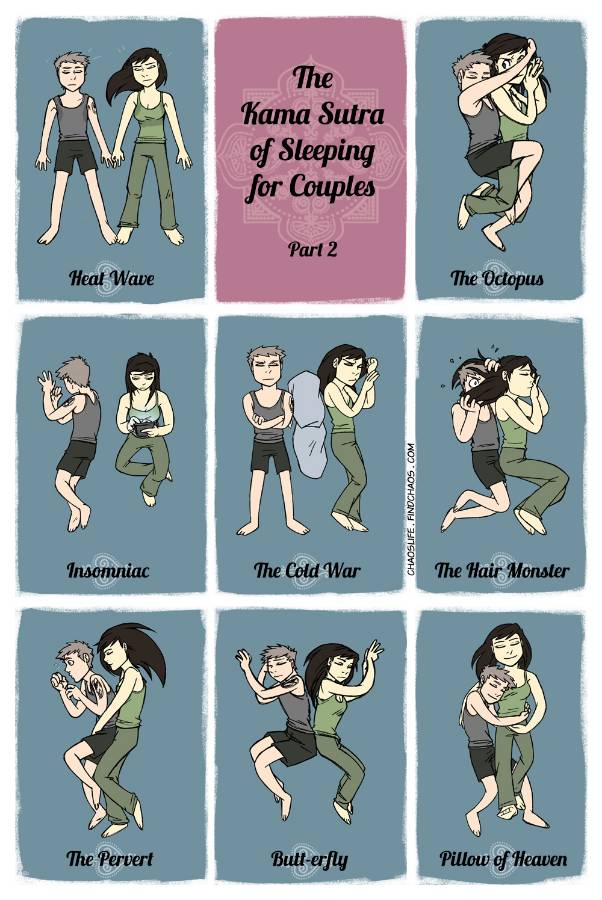 The
Kama Sutra
of Sleeping
for Couples
Part 2
Heat Wave
The Octopus
Insomniac
The Cold War
CHAOSLIFE.FINDCHAOS.COM
The Hair Monster
The Pervert
Butt-erfly
Pillow of Heaven